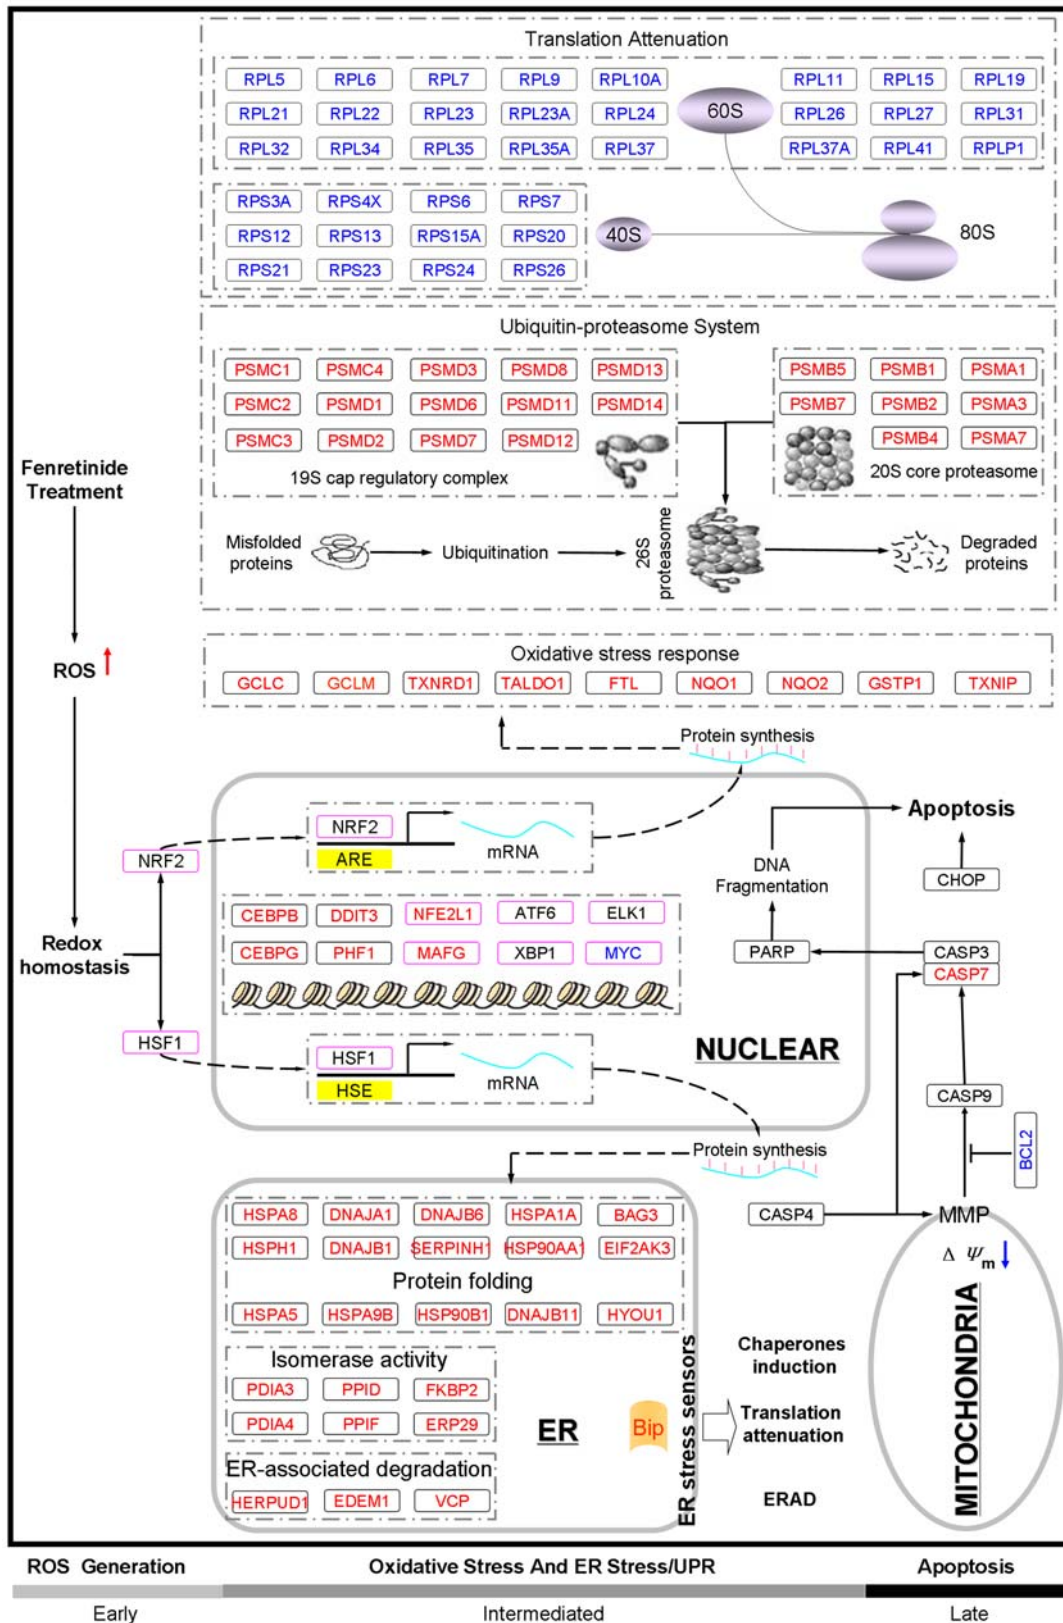 Translation Attenuation
RPL5 RPL6 RPL7 RPL9 RPL10A RPL11 RPL15 RPL19
RPL21 RPL22 RPL23 RPL23A RPL24 60S RPL26 RPL27 RPL31
RPL32 RPL34 RPL35 RPL35A RPL37 RPL37A RPL41 RPLP1
RPS3A RPS4X RPS6 RPS7
RPS12 RPS13 RPS15A RPS20 40S 80S
RPS21 RPS23 RPS24 RPS26
Ubiquitin-proteasome System
PSMC1 PSMC4 PSMD3 PSMD8 PSMD13 PSMB5 PSMB1 PSMA1
PSMC2 PSMD1 PSMD6 PSMD11 PSMD14 PSMB7 PSMB2 PSMA3
PSMC3 PSMD2 PSMD7 PSMD12 PSMB4 PSMA7
19S cap regulatory complex 20S core proteasome
Fenretinide
Treatment
Misfolded
proteins
Ubiquitination
26S
proteasome
Degraded
proteins
ROS
Oxidative stress response
GCLC GCLM TXNRD1 TALDO1 FTL NQO1 NQO2 GSTP1 TXNIP
Protein synthesis
NRF2
NRF2
ARE
mRNA
Apoptosis
DNA
Fragmentation
CHOP
CEBPB DDIT3 NFE2L1 ATF6 ELK1
CEBPG PHF1 MAFG XBP1 MYC
PARP
CASP3
CASP7
Redox
homostasis
HSF1
HSF1
HSE
mRNA
NUCLEAR
CASP9
BCL2
Protein synthesis
CASP4
MMP
Δ Ψm
MITOCHONDRIA
HSPA8 DNAJA1 DNAJB6 HSPA1A BAG3
HSPH1 DNAJB1 SERPINH1 HSP90AA1 EIF2AK3
Protein folding
HSPA5 HSPA9B HSP90B1 DNAJB11 HYOU1
Isomerase activity
PDIA3 PPID FKBP2
PDIA4 PPIF ERP29
ER
Bip
ER stress sensors
Chaperones
induction
Translation
attenuation
ERAD
ER-associated degradation
HERPUD1 EDEM1 VCP
ROS Generation Oxidative Stress And ER Stress/UPR Apoptosis
Early Intermediated Late